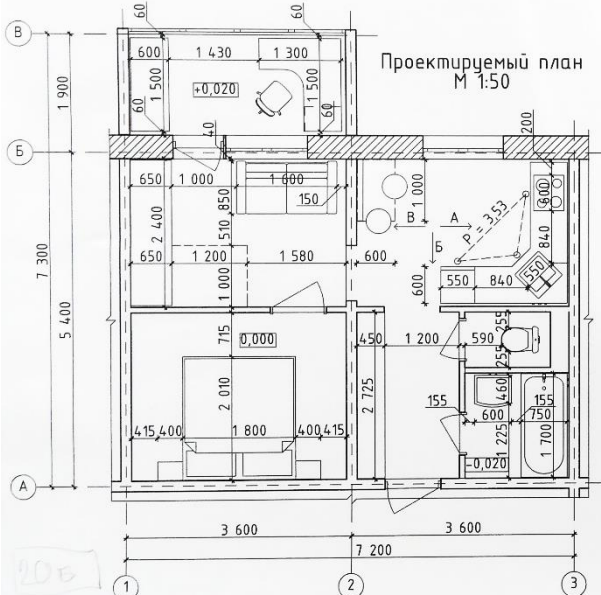 60
60
В
600 1 430 1 300
Проектируемый план
М 1:50
1 500
+0,020
1 500
1 900
60
60
40
200
Б
650 1 000 1 600
150
850
1 000
600
2 400
510
В А
P = 3,53
Б
840
650 1 200 1 580
600
550
7 300
1 000
600
550 840
5 400
715
0,000
450 1 200 590
255
255
2 010
2 725
460
155
600
155
750
415 400 1 800 400 415
1 225
1 700
-0,020
А
3 600 3 600
7 200
20Б
1 2 3